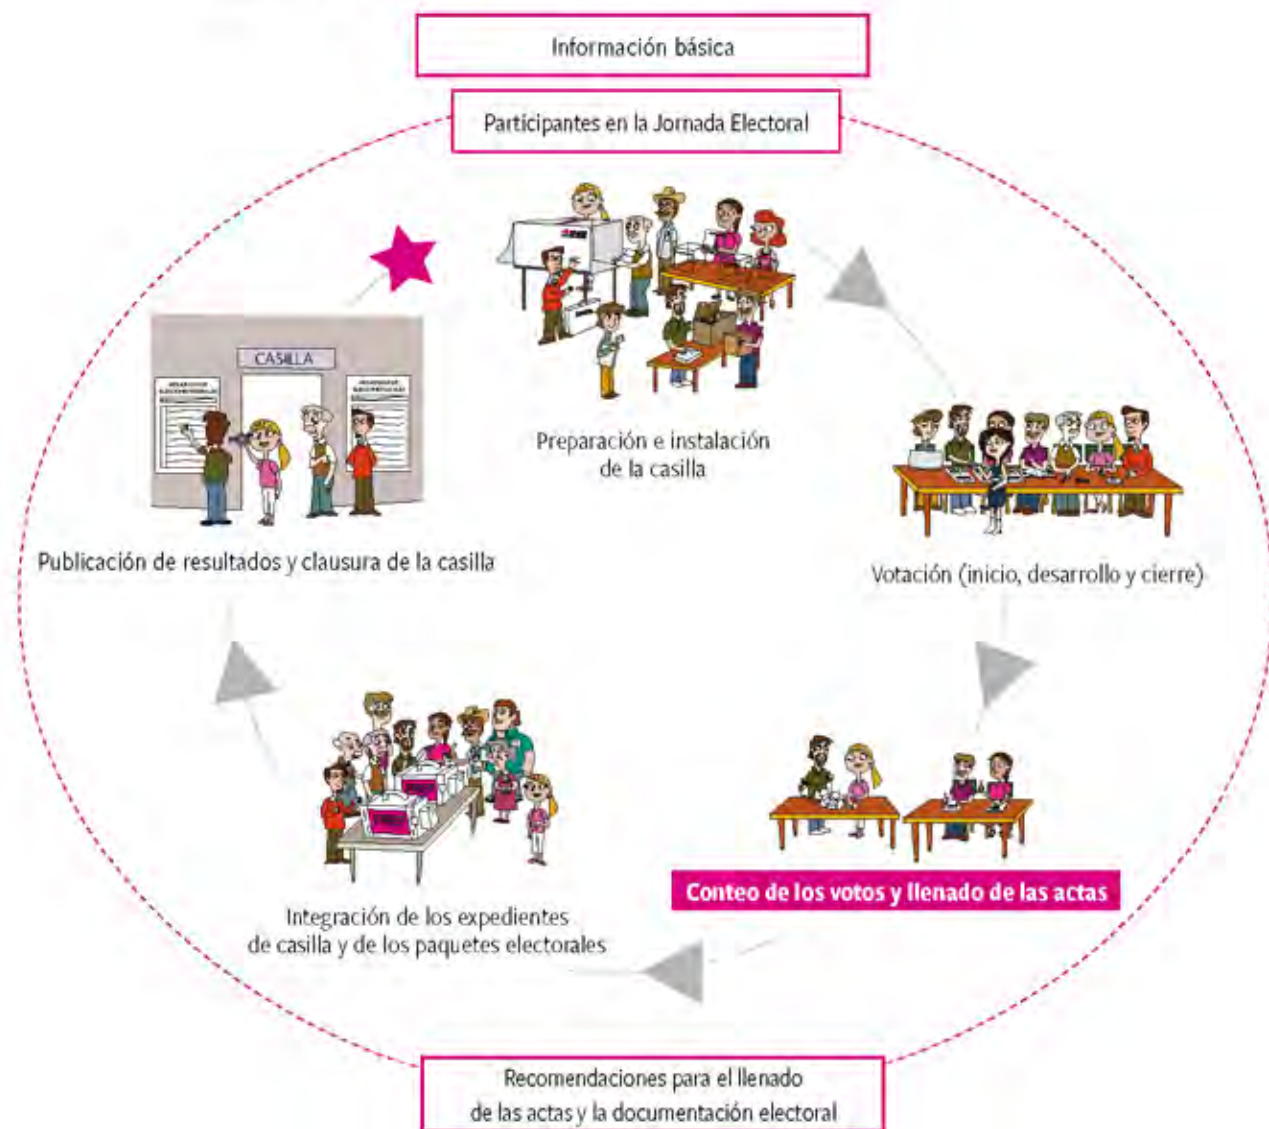 Información básica
Participantes en la Jornada Electoral
CASILLA
Preparación e instalación
de la casilla
Publicación de resultados y clausura de la casilla
Votación (inicio, desarrollo y cierre)
Conteo de los votos y llenado de las actas
Integración de los expedientes
de casilla y de los paquetes electorales
Recomendaciones para el llenado
de las actas y la documentación electoral